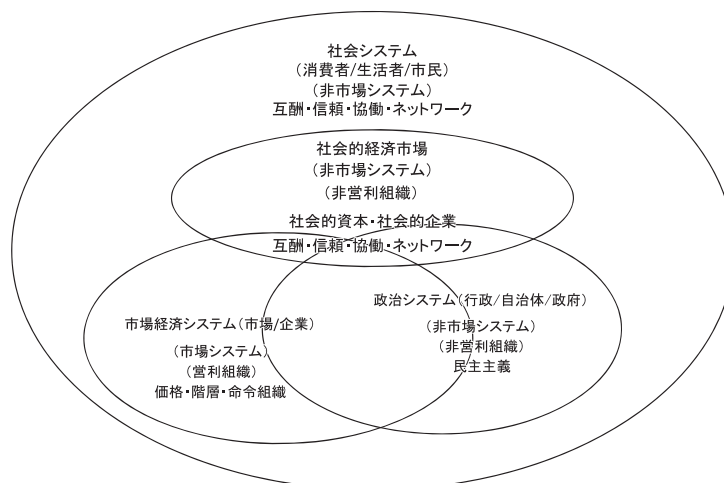 社会システム
(消費者/生活者/市民)
(非市場システム)
互酬・信頼・協働・ネットワーク
社会的経済市場
(非市場システム)
(非営利組織)
社会的資本・社会的企業
互酬・信頼・協働・ネットワーク
市場経済システム(市場/企業)
(市場システム)
(営利組織)
価格・階層・命令組織
政治システム(行政/自治体/政府)
(非市場システム)
(非営利組織)
民主主義